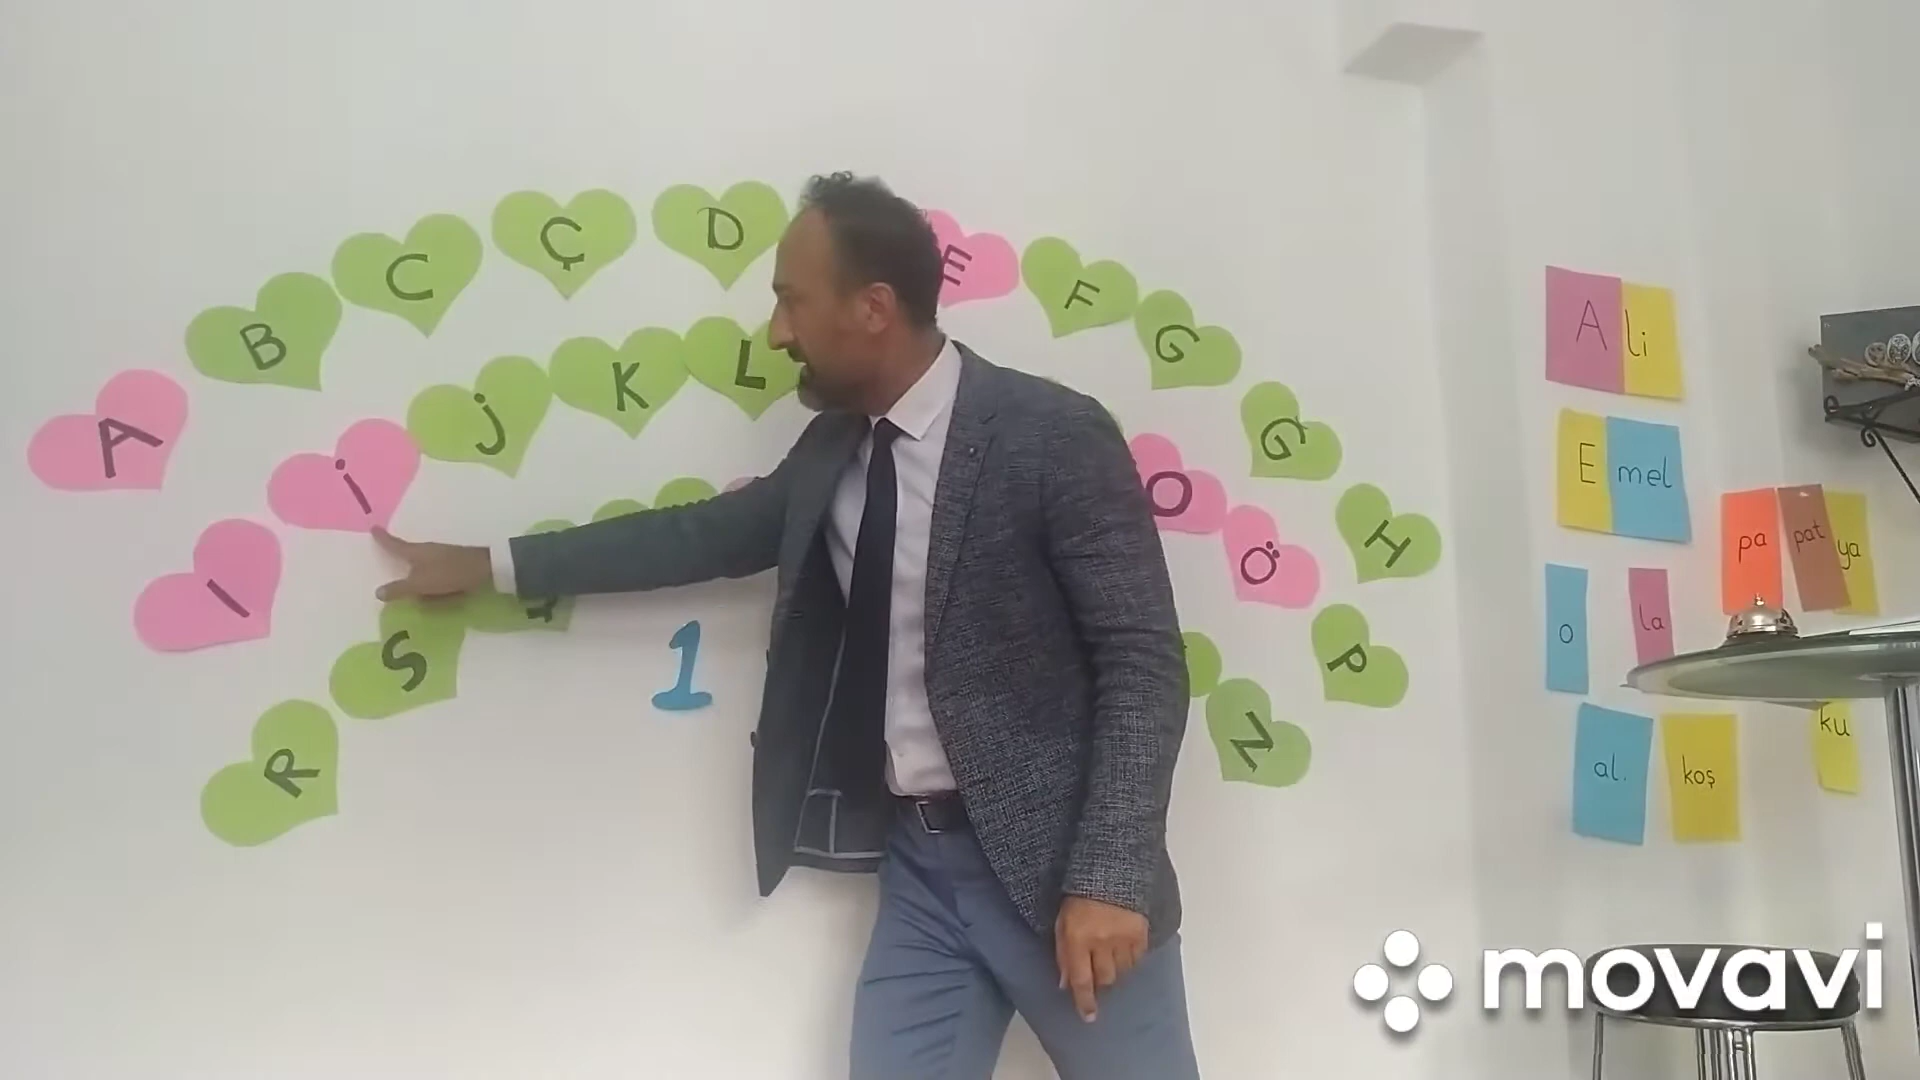 A B C Ç D E F G Ğ H
I İ J K L O Ö P
R S Z
1
A li
E mel
pa pat ya
o la
ku
al. koş
movavi